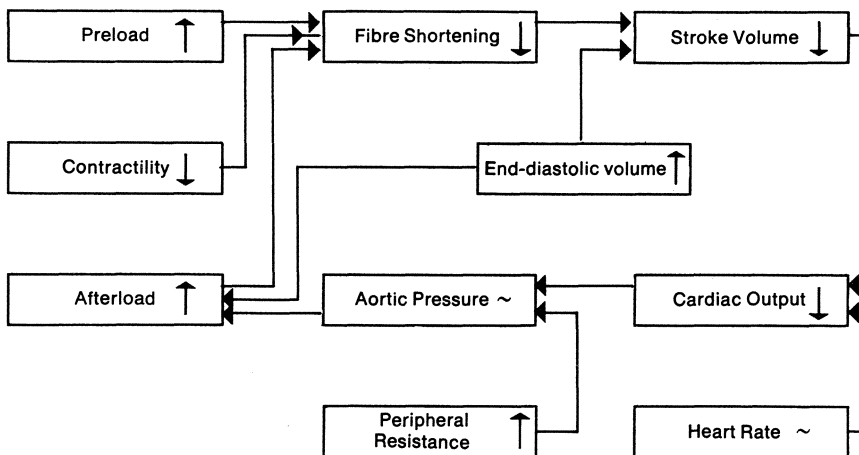 Preload ↑
Fibre Shortening ↓
Stroke Volume ↓
Contractility ↓
End-diastolic volume ↑
Afterload ↑
Aortic Pressure ~
Cardiac Output ↓
Peripheral
Resistance ↑
Heart Rate ~